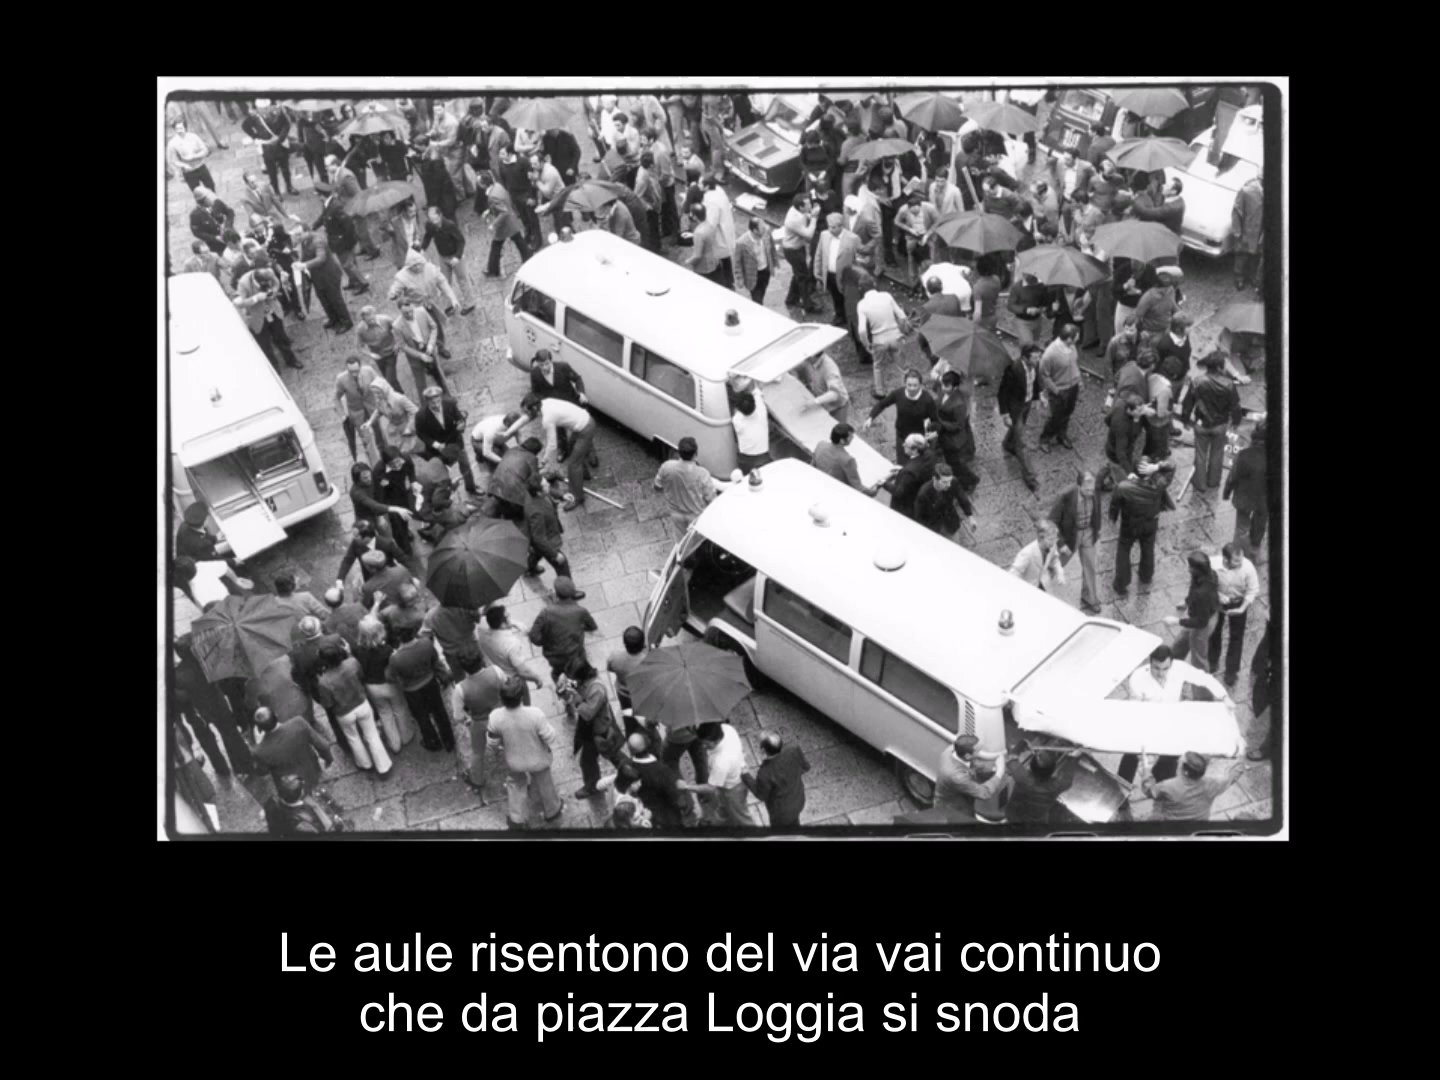 Le aule risentono del via vai continuo
che da piazza Loggia si snoda